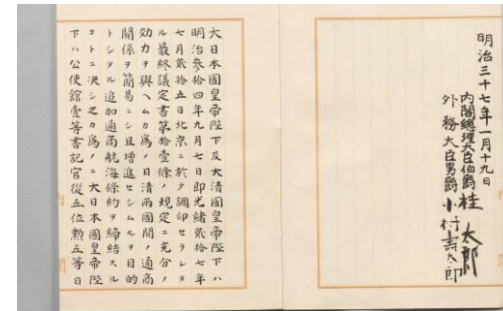 明治三十七年一月十九日
内閣總理大臣伯爵 桂太郎
外務大臣男爵 小村壽太郎
大日本國皇帝陛下及大清國皇帝陛下ハ
明治參拾四年九月七日即光緒貳拾七年
七月貳拾五日北京ニ於テ調印セラレタ
ル最終議定書第拾壹條ノ規定ニ充分ノ
効力ヲ與ヘムカ爲メ日清兩國間ノ通商
關係ヲ簡易ニシ且增進セシムルヲ目的
トシタル追加通商航海條約ヲ締結スル
コトニ決シ之カ爲メニ大日本國皇帝陛
下ハ公使館壹等書記官從五位勳五等日